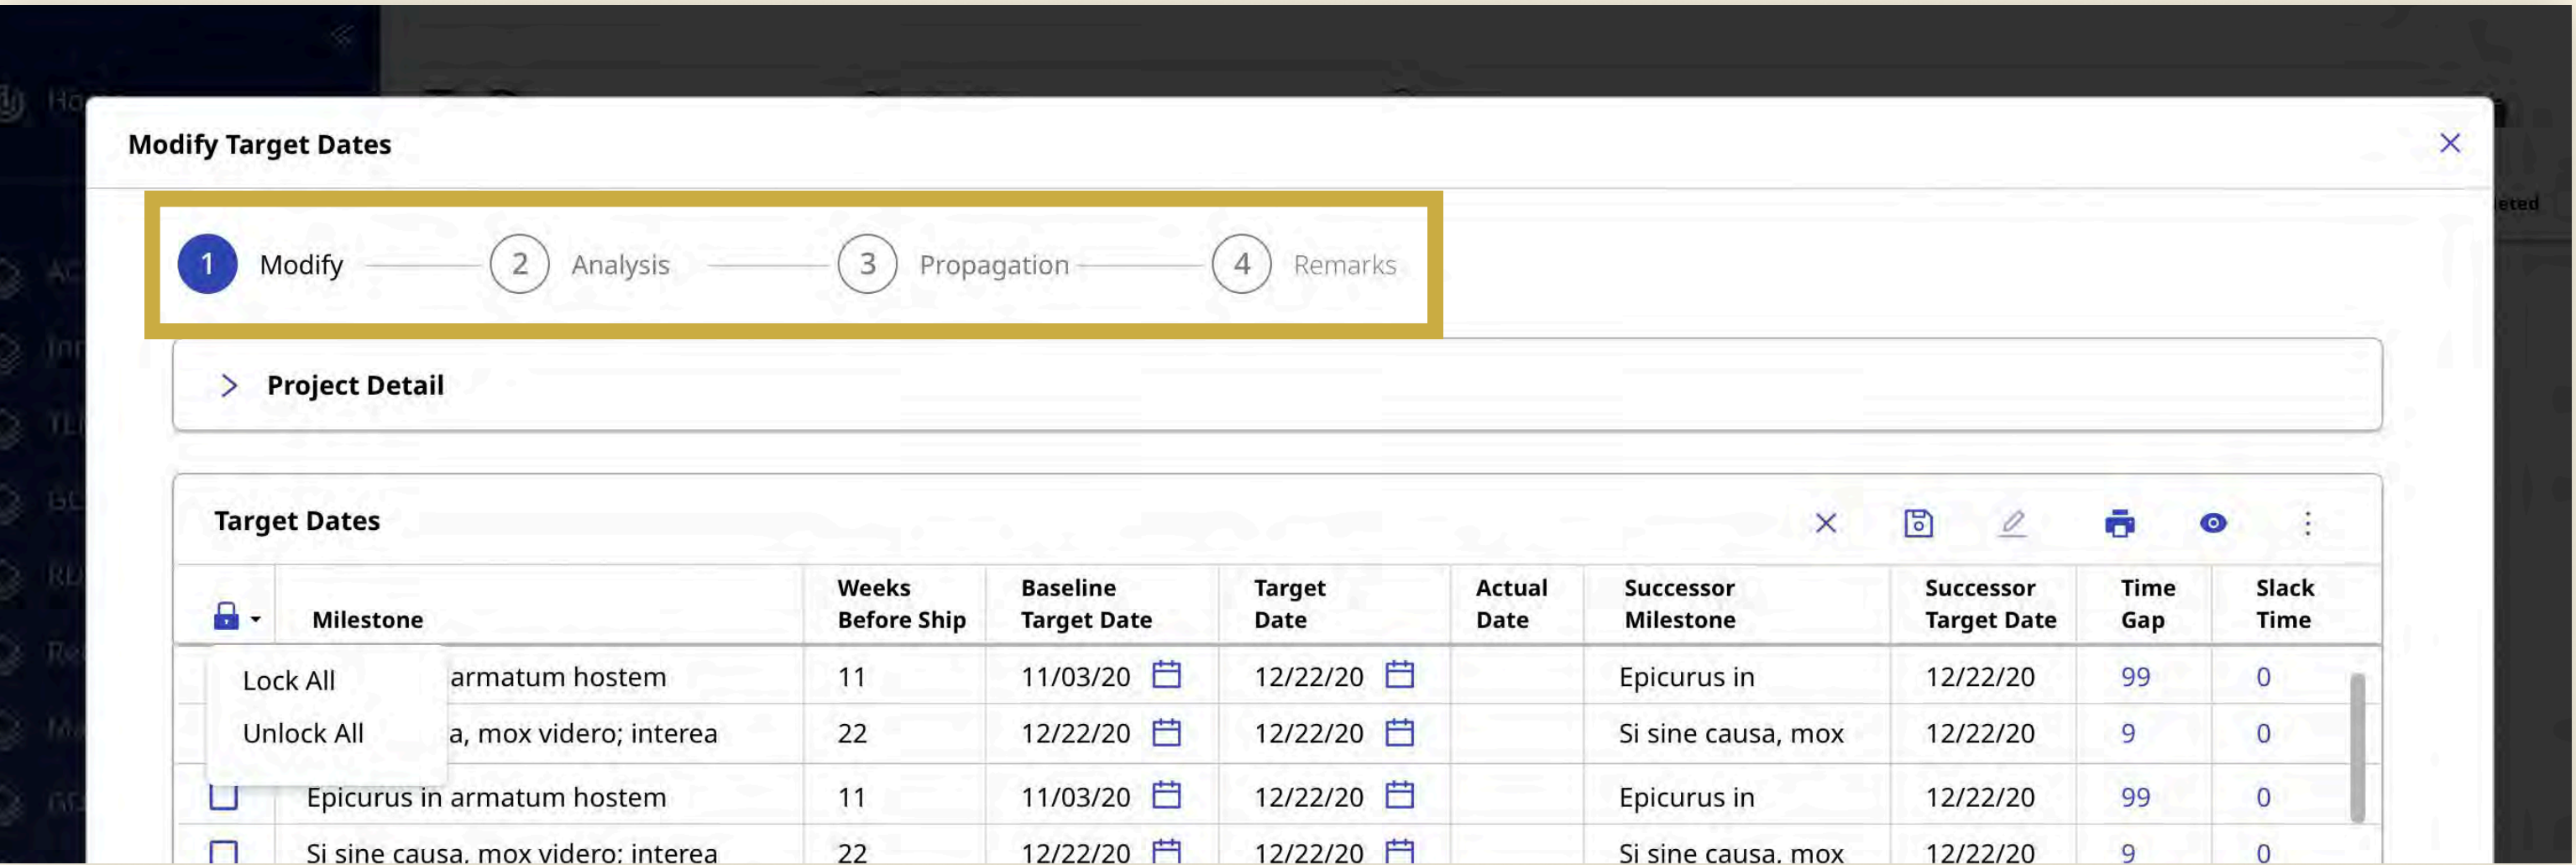 Modify Target Dates
1 Modify 2 Analysis 3 Propagation 4 Remarks
Project Detail
Target Dates
Milestone
Weeks
Before Ship
Baseline
Target Date
Target
Date
Actual
Date
Successor
Milestone
Successor
Target Date
Time
Gap
Slack
Time
Lock All
Unlock All
armatum hostem 11 11/03/20 12/22/20 Epicurus in 12/22/20 99 0
a, mox videro; interea 22 12/22/20 12/22/20 Si sine causa, mox 12/22/20 9 0
Epicurus in armatum hostem 11 11/03/20 12/22/20 Epicurus in 12/22/20 99 0
Si sine causa, mox videro; interea 22 12/22/20 12/22/20 Si sine causa, mox 12/22/20 9 0